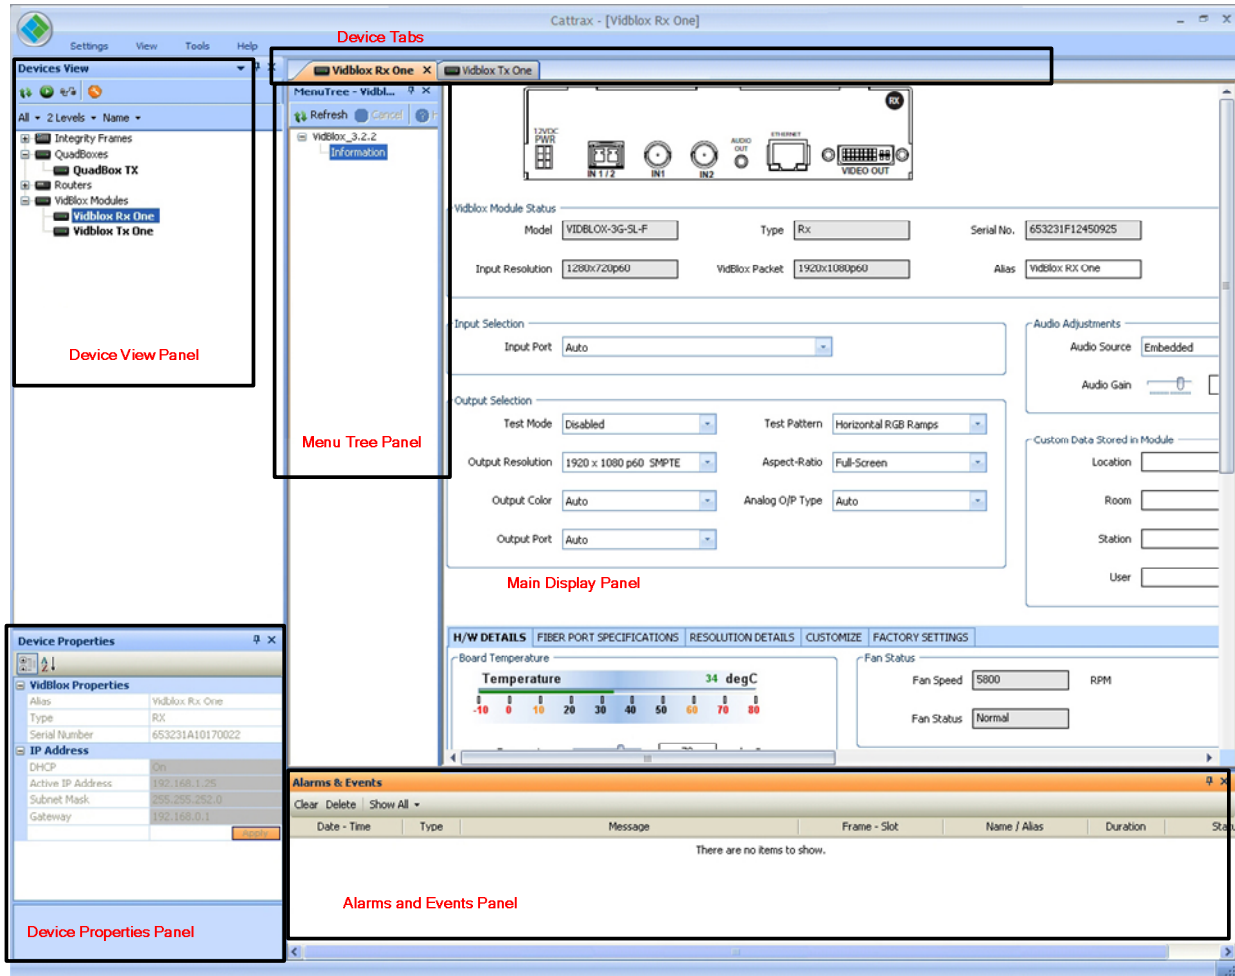 Cattrax - [Vidblox Rx One]
Settings View Tools Help
Device Tabs
Devices View
Vidblox Rx One
Vidblox Tx One
All 2 Levels Name
Integrity Frames
QuadBoxes
QuadBox TX
Routers
VidBlox Modules
Vidblox Rx One
Vidblox Tx One
Device View Panel
MenuTree - Vidbl...
Refresh Cancel
VidBlox_3.2.2
Information
Menu Tree Panel
RX
12VDC
PWR
IN 1 / 2
IN1
IN2
AUDIO
OUT
ETHERNET
VIDEO OUT
Vidblox Module Status
Model VIDBLOX-3G-SL-F Type Rx Serial No. 653231F12450925
Input Resolution 1280x720p60 VidBlox Packet 1920x1080p60 Alias VidBlox RX One
Input Selection
Input Port Auto
Audio Adjustments
Audio Source Embedded
Audio Gain
Output Selection
Test Mode Disabled Test Pattern Horizontal RGB Ramps
Output Resolution 1920 x 1080 p60 SMPTE Aspect-Ratio Full-Screen
Output Color Auto Analog O/P Type Auto
Output Port Auto
Custom Data Stored in Module
Location
Room
Station
User
Main Display Panel
H/W DETAILS FIBER PORT SPECIFICATIONS RESOLUTION DETAILS CUSTOMIZE FACTORY SETTINGS
Board Temperature
Temperature 34 degC
-10 0 10 20 30 40 50 60 70 80
Fan Status
Fan Speed 5800 RPM
Fan Status Normal
Device Properties
VidBlox Properties
Alias Vidblox Rx One
Type RX
Serial Number 653231A10170022
IP Address
DHCP On
Active IP Address 192.168.1.25
Subnet Mask 255.255.252.0
Gateway 192.168.0.1
Apply
Device Properties Panel
Alarms & Events
Clear Delete Show All
Date - Time Type Message Frame - Slot Name / Alias Duration
There are no items to show.
Alarms and Events Panel